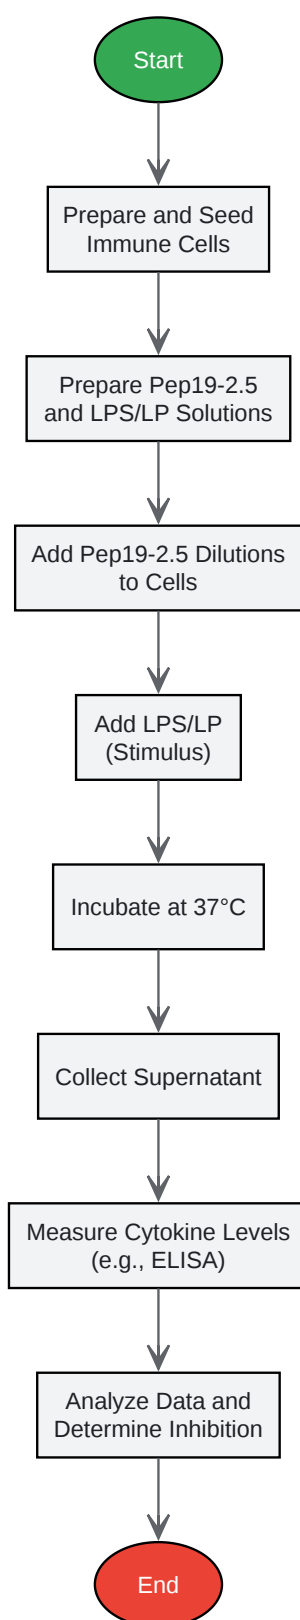 Start
Prepare and Seed
Immune Cells
Prepare Pep19-2.5
and LPS/LP Solutions
Add Pep19-2.5 Dilutions
to Cells
Add LPS/LP
(Stimulus)
Incubate at 37°C
Collect Supernatant
Measure Cytokine Levels
(e.g., ELISA)
Analyze Data and
Determine Inhibition
End